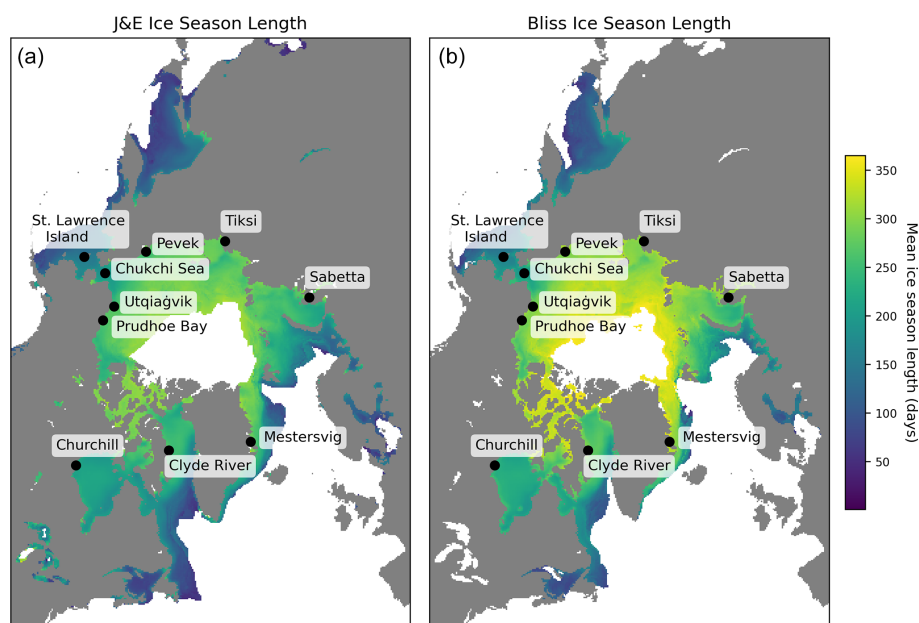 J&E Ice Season Length
(a)
St. Lawrence
Island
Pevek
Tiksi
Chukchi Sea
Sabetta
Utqiaġvik
Prudhoe Bay
Churchill
Mestersvig
Clyde River
Bliss Ice Season Length
(b)
St. Lawrence
Island
Pevek
Tiksi
Chukchi Sea
Sabetta
Utqiaġvik
Prudhoe Bay
Churchill
Mestersvig
Clyde River
350
300
250
200
150
100
50
Mean ice season length (days)